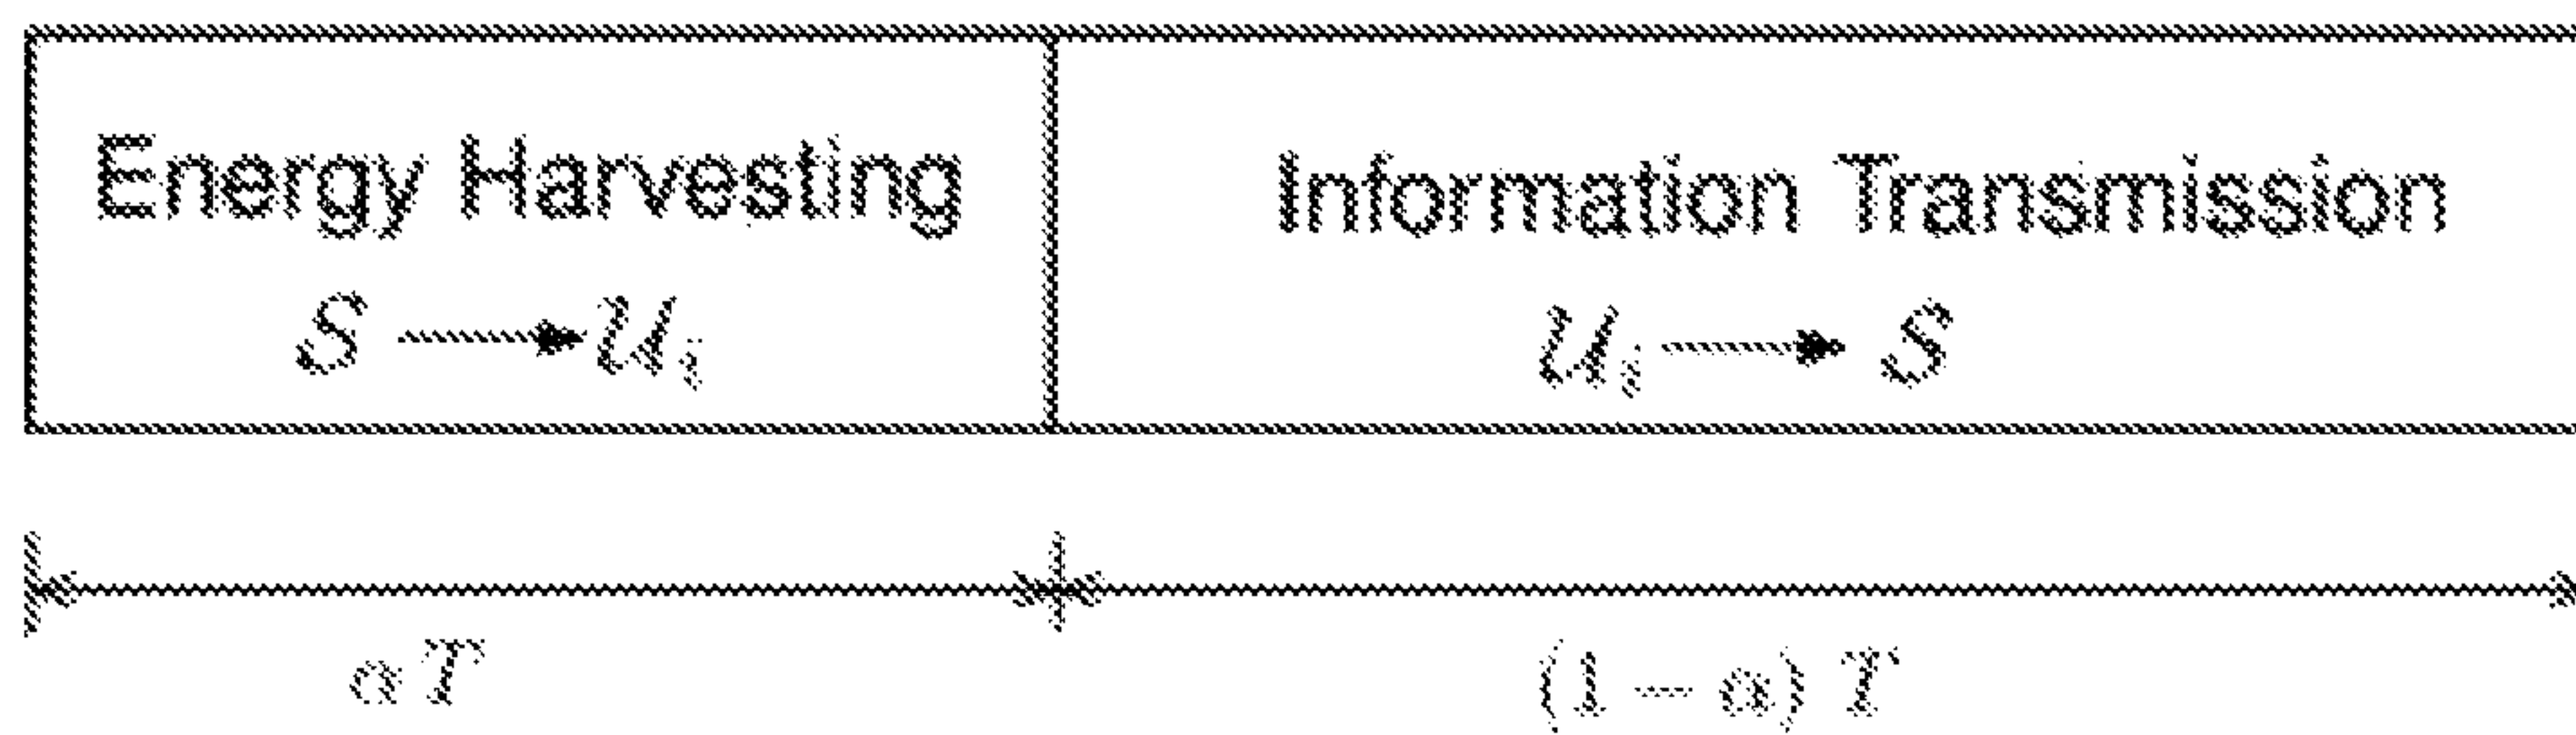 Energy Harvesting
S → U_i
Information Transmission
U_i → S
αT
(1 − α) T